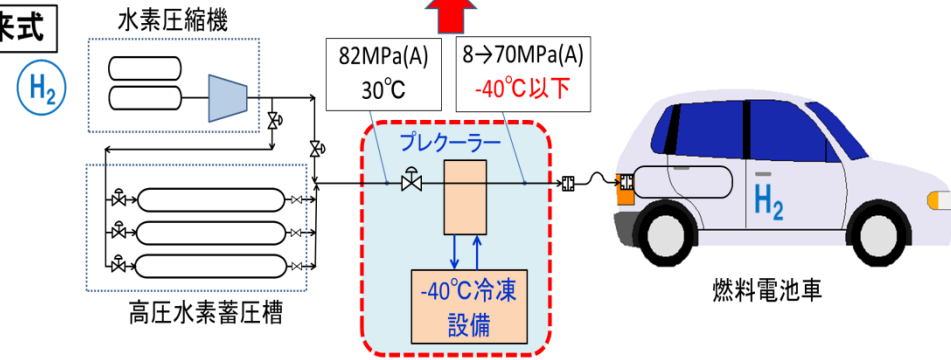 来式
水素圧縮機
H₂
82MPa(A)
30℃
8→70MPa(A)
-40℃以下
プレクーラー
-40℃冷凍
設備
高圧水素蓄圧槽
H₂
燃料電池車